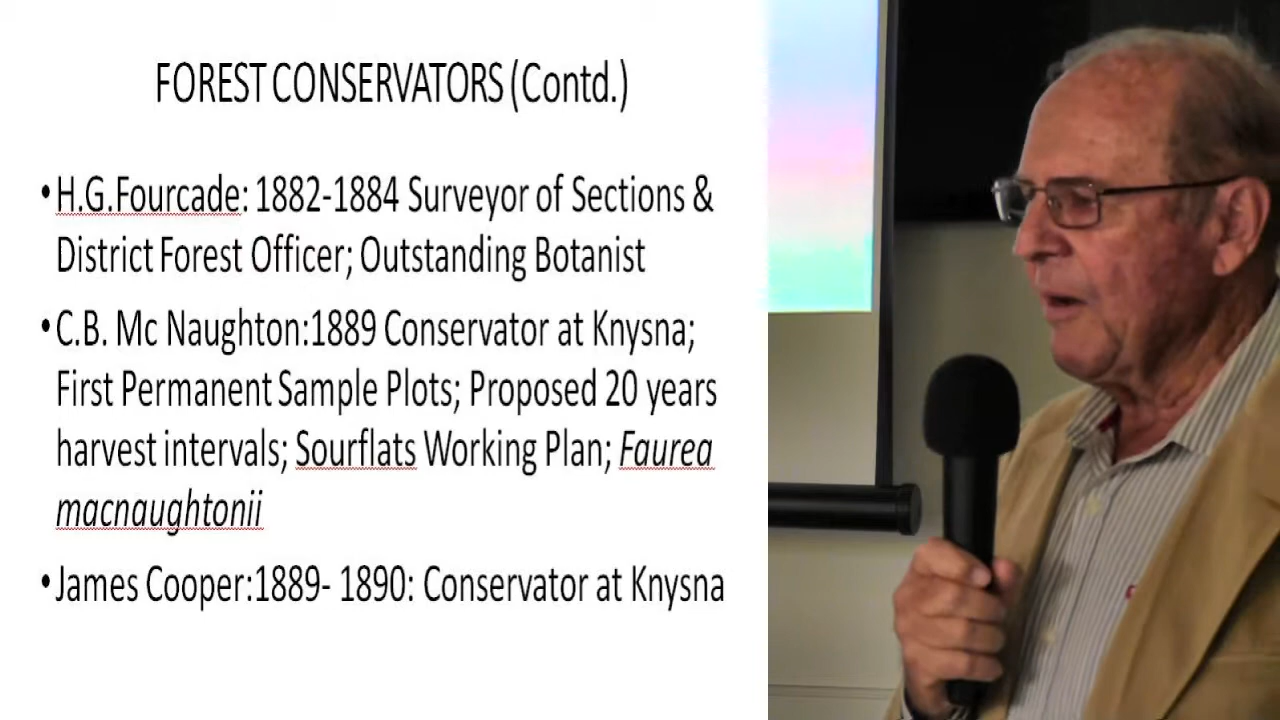 FOREST CONSERVATORS (Contd.)
•H.G.Fourcade: 1882-1884 Surveyor of Sections &
District Forest Officer; Outstanding Botanist
•C.B. Mc Naughton:1889 Conservator at Knysna;
First Permanent Sample Plots; Proposed 20 years
harvest intervals; Sourflats Working Plan; Faurea
macnaughtonii
•James Cooper:1889- 1890: Conservator at Knysna